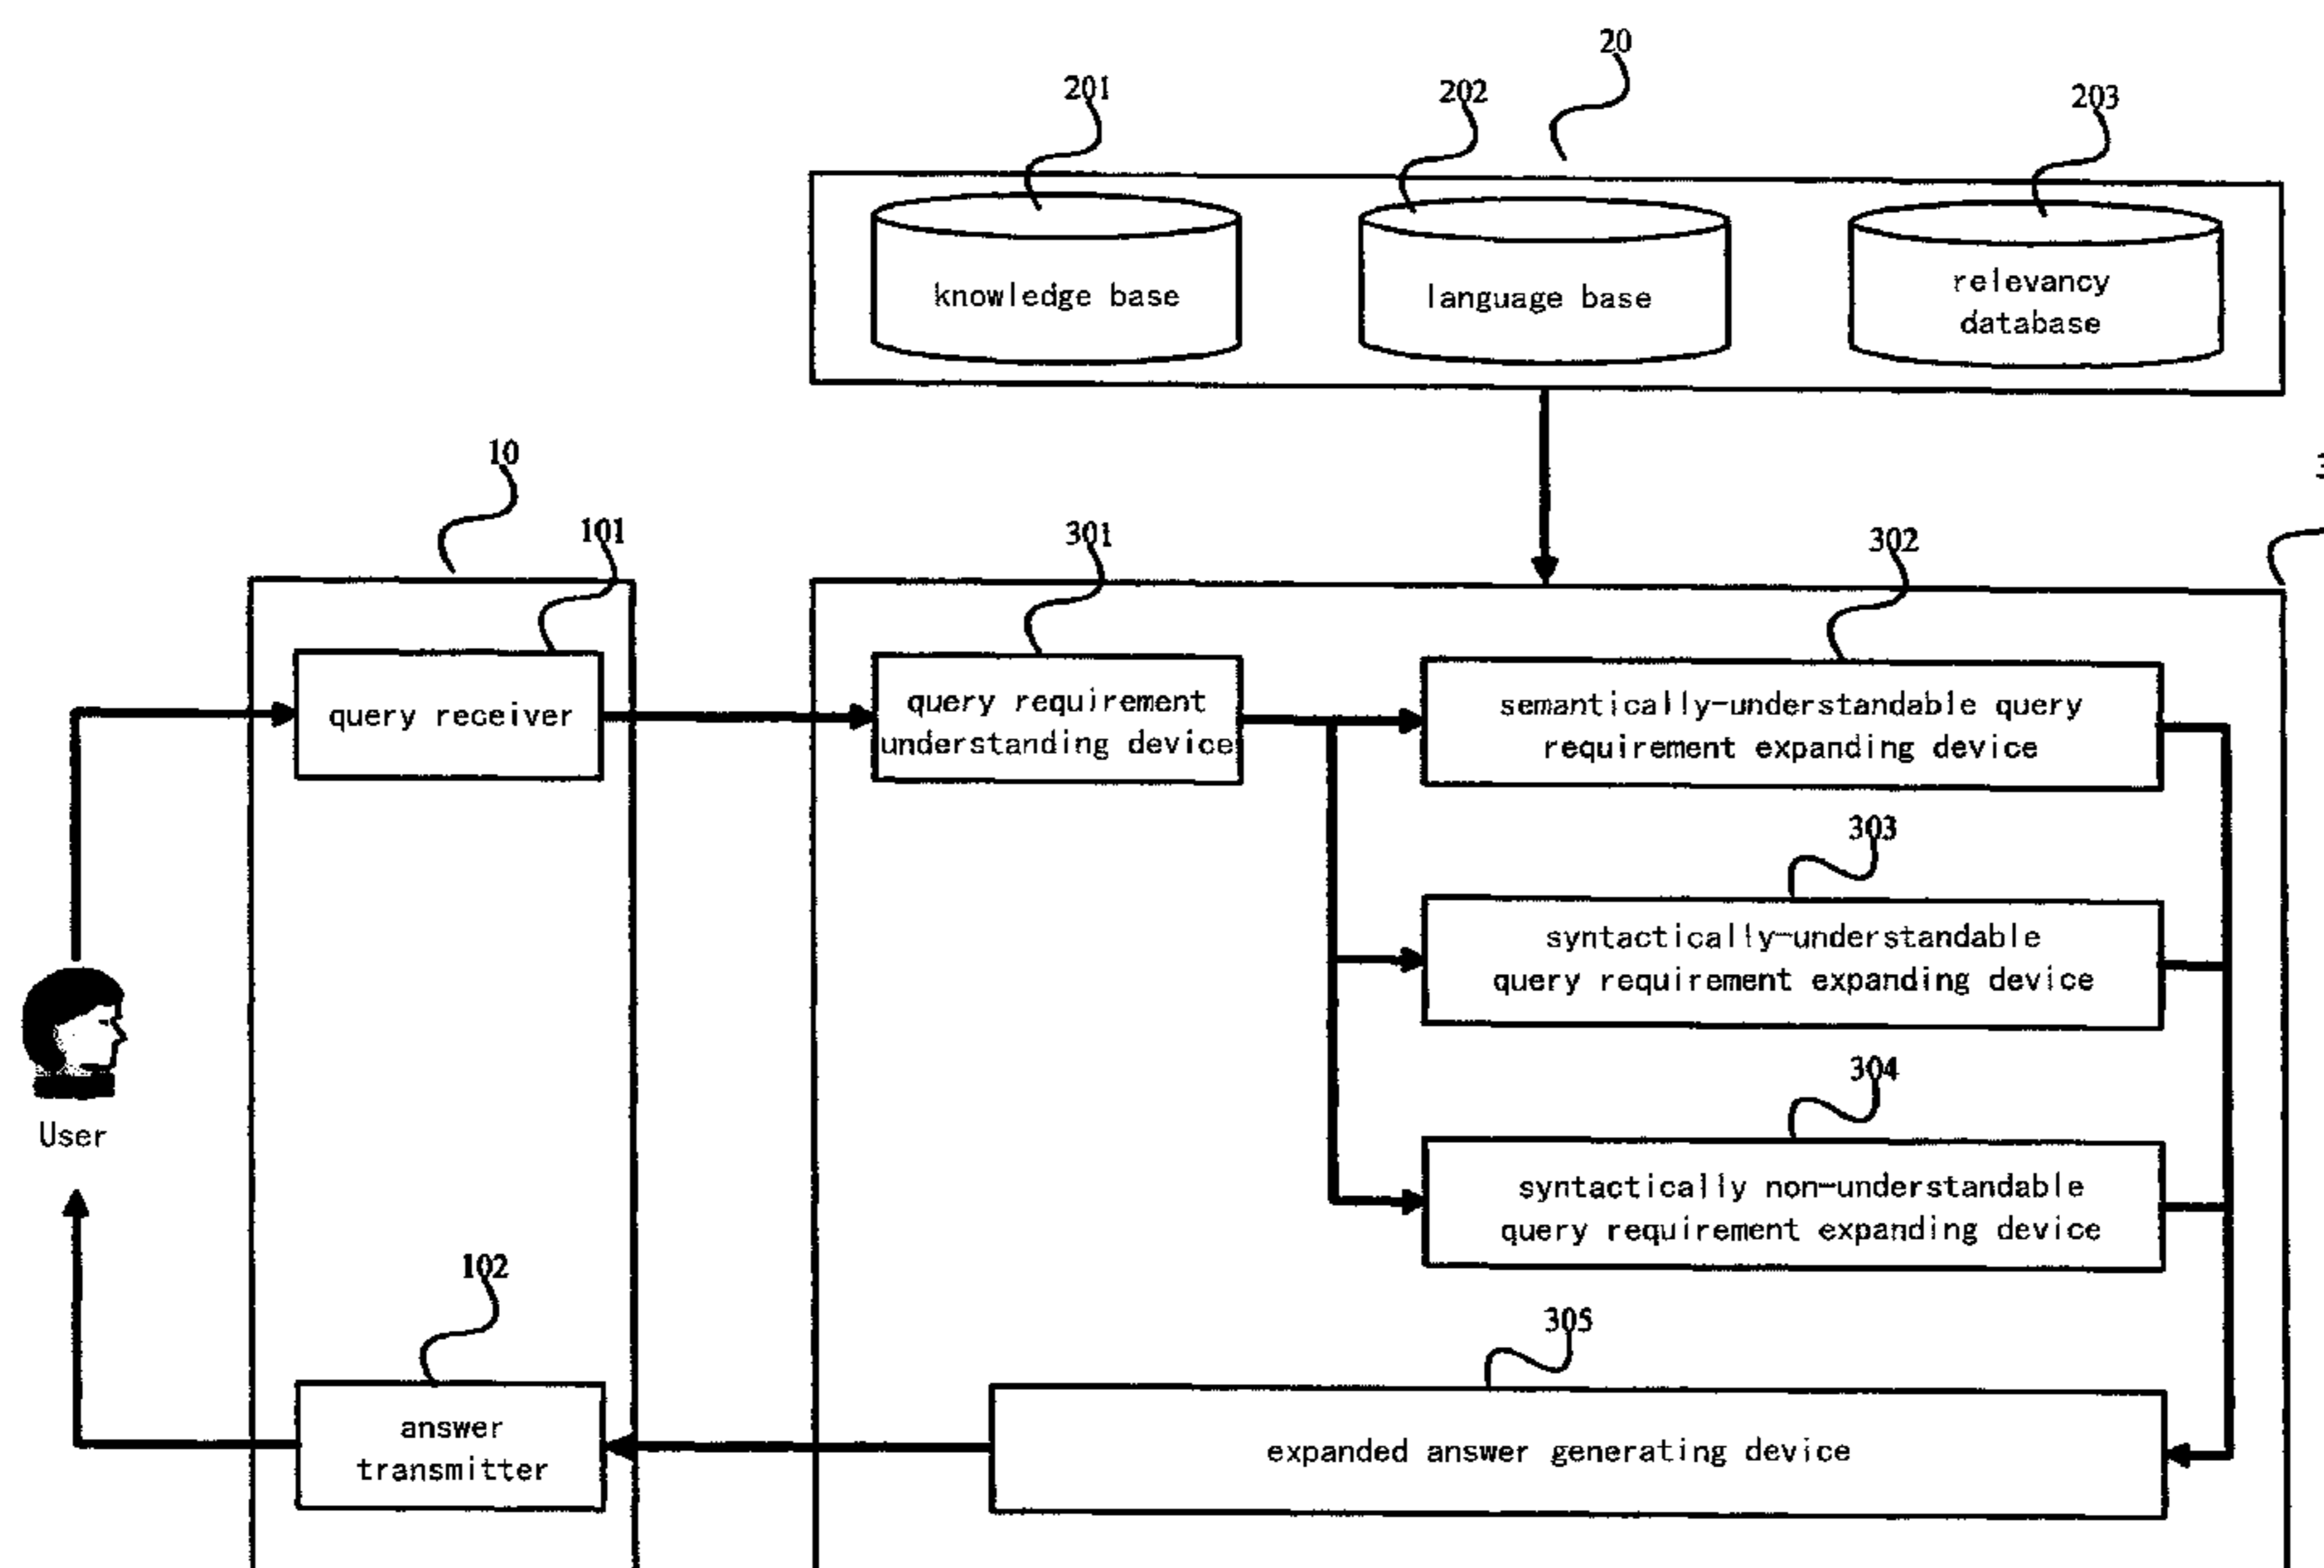 20
201
202
203
knowledge base
language base
relevancy
database
10
101
301
302
query receiver
query requirement
understanding device
semantically-understandable query
requirement expanding device
303
syntactically-understandable
query requirement expanding device
304
User
syntactically non-understandable
query requirement expanding device
102
305
answer
transmitter
expanded answer generating device